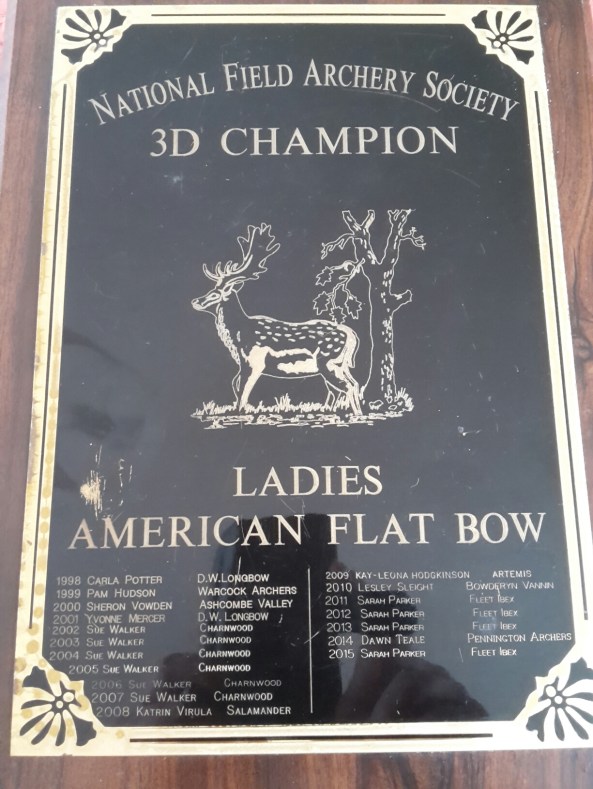 NATIONAL FIELD ARCHERY SOCIETY
3D CHAMPION
LADIES
AMERICAN FLAT BOW
1998 CARLA POTTER D.W.LONGBOW
1999 PAM HUDSON WARCOCK ARCHERS
2000 SHERON VOWDEN ASHCOMBE VALLEY
2001 YVONNE MERCER D.W. LONGBOW
2002 SUE WALKER CHARNWOOD
2003 SUE WALKER CHARNWOOD
2004 SUE WALKER CHARNWOOD
2005 SUE WALKER CHARNWOOD
2006 SUE WALKER CHARNWOOD
2007 SUE WALKER CHARNWOOD
2008 KATRIN VIRULA SALAMANDER
2009 KAY-LEONA HODGKINSON ARTEMIS
2010 LESLEY SLEIGHT BOWDERYN VANNIN
2011 SARAH PARKER FLEET IBEX
2012 SARAH PARKER FLEET IBEX
2013 SARAH PARKER FLEET IBEX
2014 DAWN TEALE PENNINGTON ARCHERS
2015 SARAH PARKER FLEET IBEX